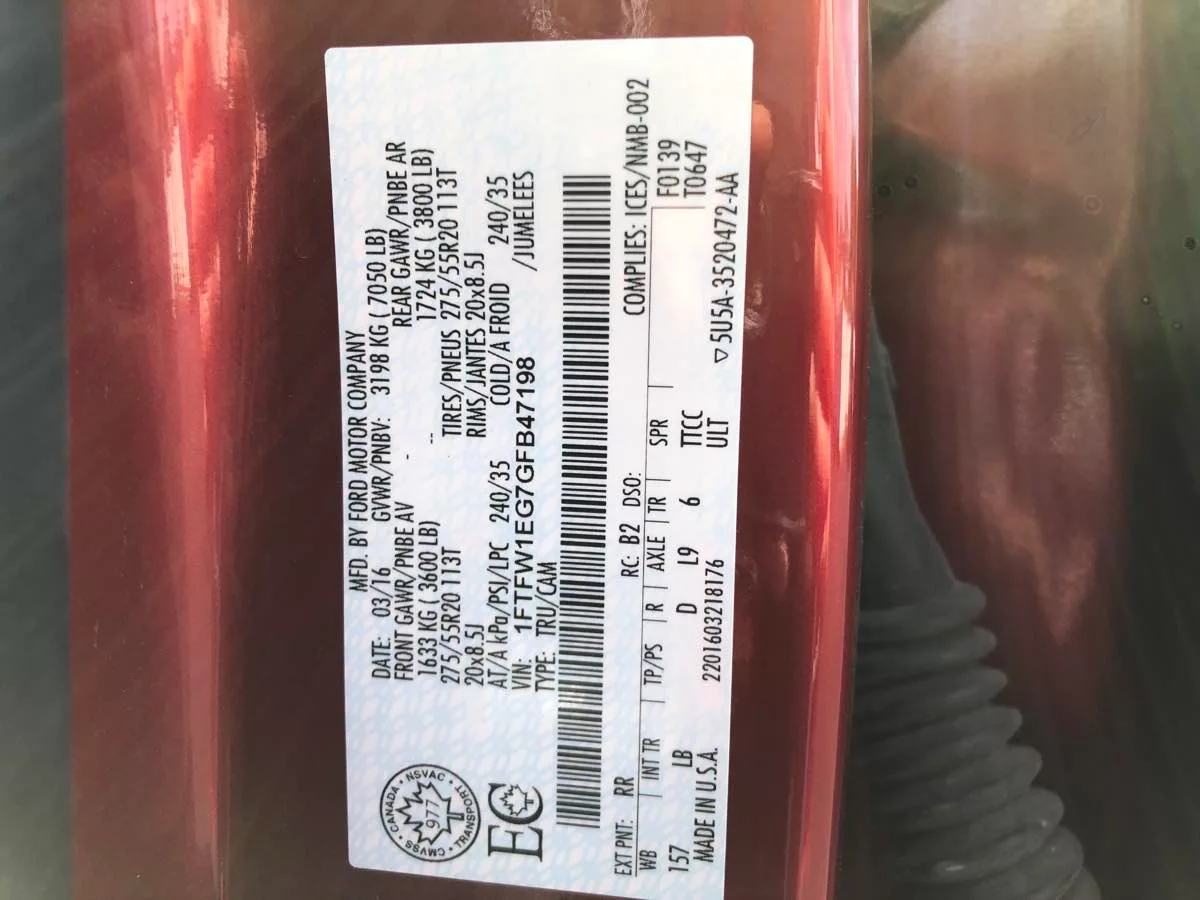 MFD. BY FORD MOTOR COMPANY
DATE: 03/16 GVWR/PNBV: 3198 KG ( 7050 LB)
FRONT GAWR/PNBE AV - REAR GAWR/PNBE AR
1633 KG ( 3600 LB) -- 1724 KG ( 3800 LB)
275/55R20 113T TIRES/PNEUS 275/55R20 113T
20x8.5J RIMS/JANTES 20x8.5J
AT/A kPa/PSI/LPC 240/35 COLD/A FROID 240/35
VIN: 1FTFW1EG7GFB47198 /JUMELEES
TYPE: TRU/CAM
CMVSS • CANADA • NSVAC • TRANSPORT •
977
EC
COMPLIES: ICES/NMB-002
EXT PNT: RR RC: B2 DSO: F0139
WB INT TR TP/PS R AXLE TR SPR T0647
157 LB D L9 6 TTCC
ULT
MADE IN U.S.A. 2201603218176 ▽5U5A-3520472-AA